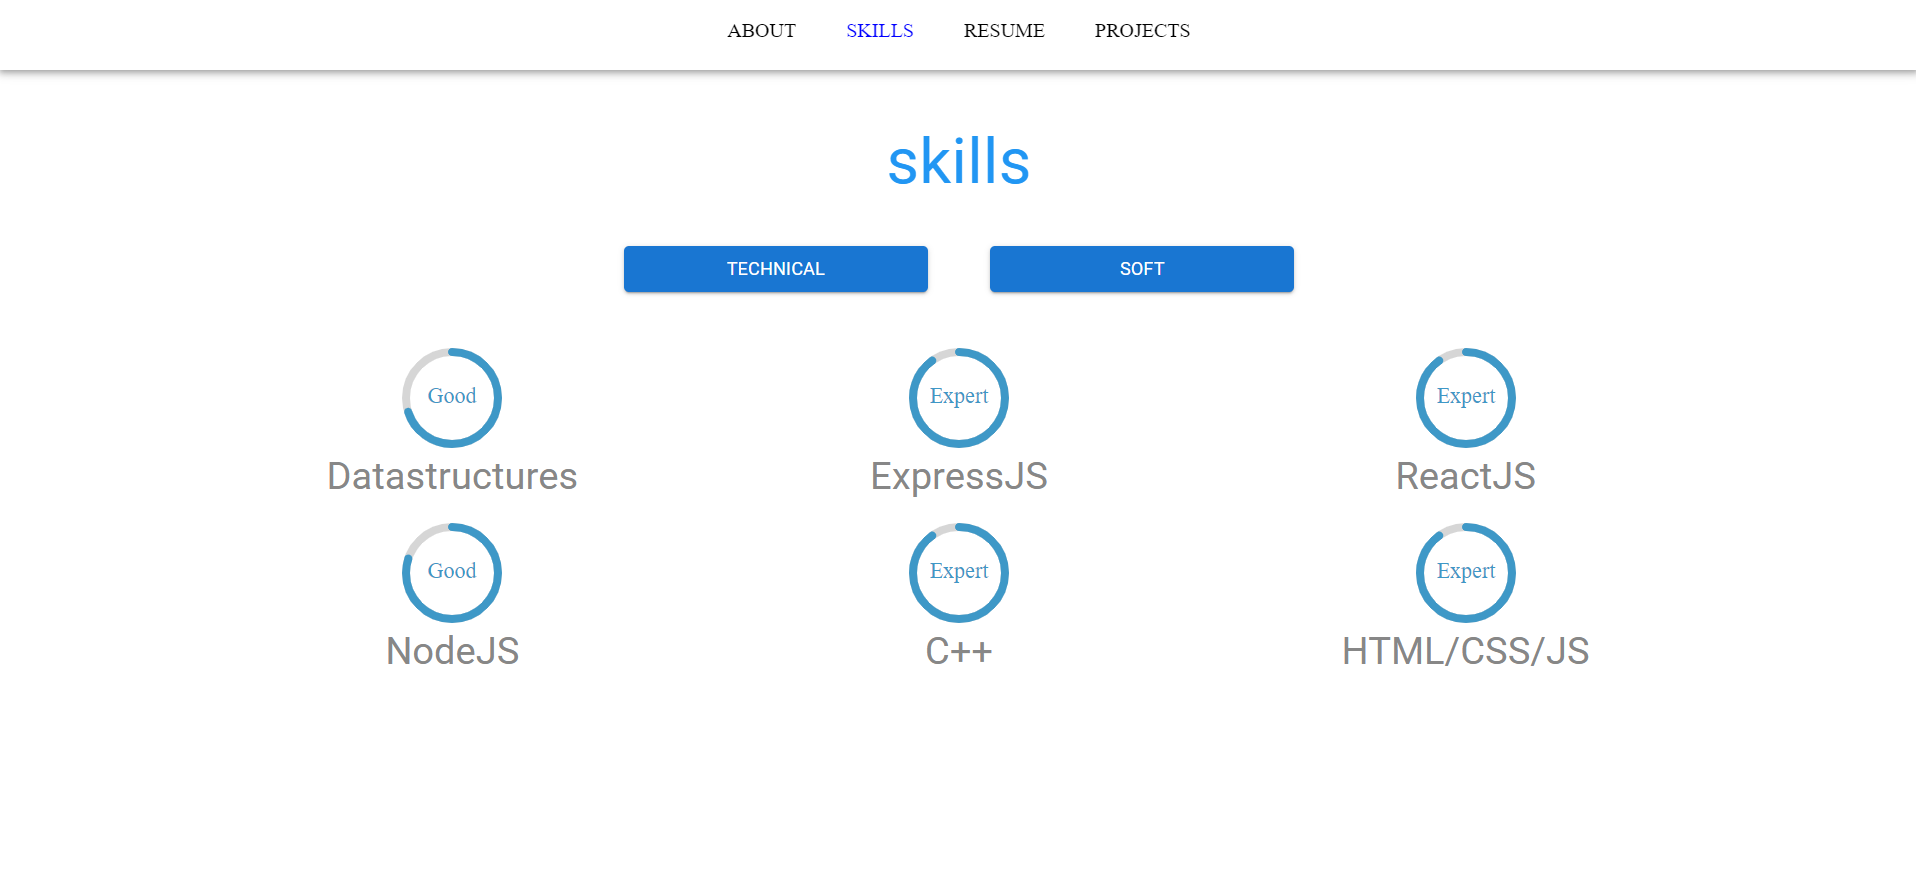 ABOUT SKILLS RESUME PROJECTS
skills
TECHNICAL SOFT
Good Expert Expert
Datastructures ExpressJS ReactJS
Good Expert Expert
NodeJS C++ HTML/CSS/JS